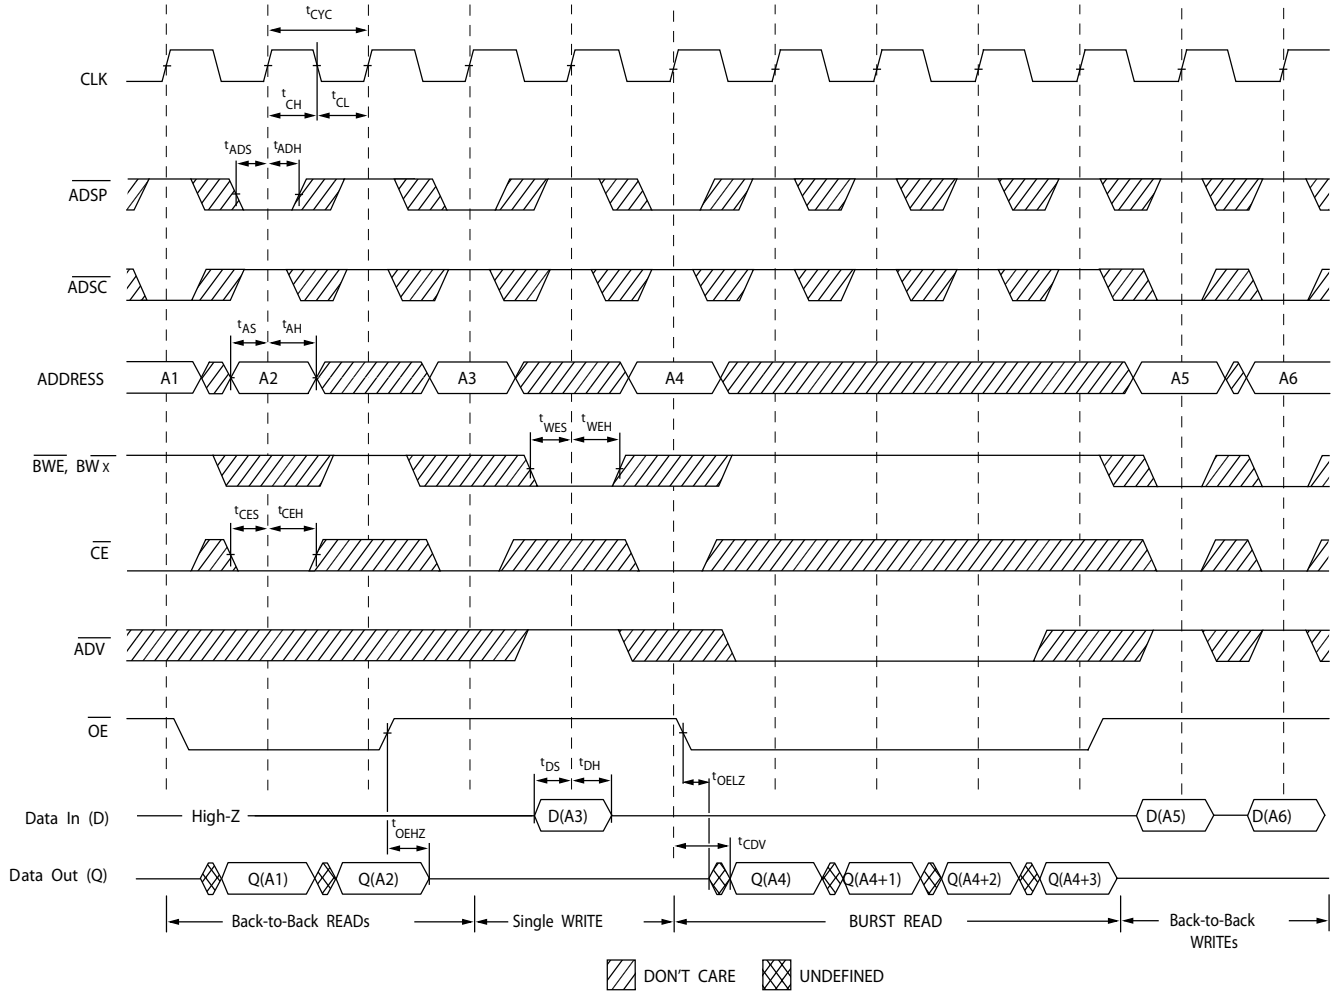 tCYC
CLK
tCH
tCL
tADS
tADH
ADSP
ADSC
tAS
tAH
ADDRESS
A1
A2
A3
A4
A5
A6
tWES
tWEH
BWE, BW x
tCES
tCEH
CE
ADV
OE
tDS
tDH
tOELZ
Data In (D)
High-Z
D(A3)
D(A5)
D(A6)
tOEHZ
tCDV
Data Out (Q)
Q(A1)
Q(A2)
Q(A4)
Q(A4+1)
Q(A4+2)
Q(A4+3)
Back-to-Back READs
Single WRITE
BURST READ
Back-to-Back
WRITEs
DON'T CARE
UNDEFINED